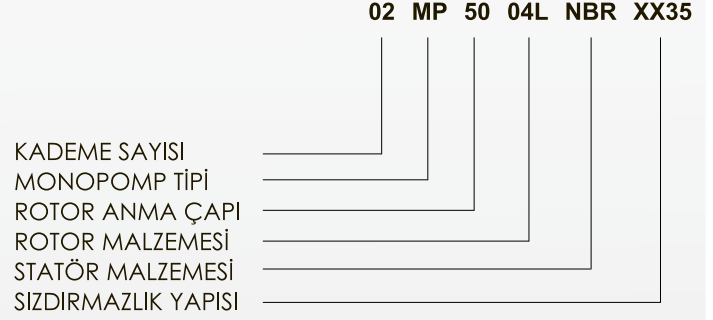 02 MP 50 04L NBR XX35
KADEME SAYISI
MONOPOMP TİPİ
ROTOR ANMA ÇAPI
ROTOR MALZEMESİ
STATÖR MALZEMESİ
SIZDIRMAZLIK YAPISI